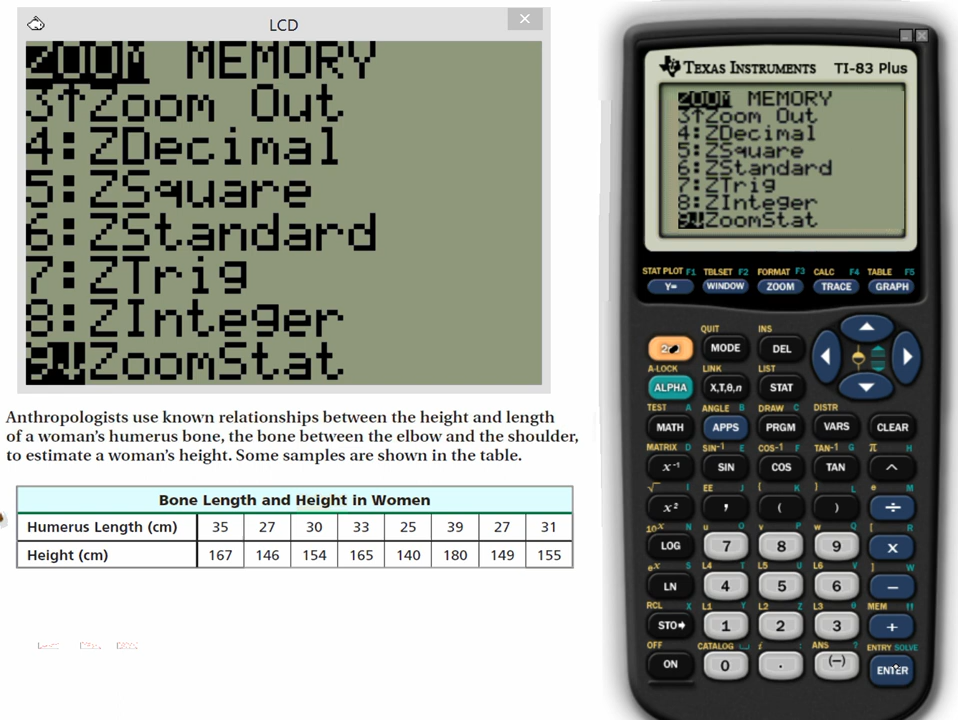 LCD
ZOOM MEMORY
3↑Zoom Out
4:ZDecimal
5:ZSquare
6:ZStandard
7:ZTrig
8:ZInteger
9↓ZoomStat
Anthropologists use known relationships between the height and length
of a woman's humerus bone, the bone between the elbow and the shoulder,
to estimate a woman's height. Some samples are shown in the table.
Bone Length and Height in Women
Humerus Length (cm) 35 27 30 33 25 39 27 31
Height (cm) 167 146 154 165 140 180 149 155
TEXAS INSTRUMENTS TI-83 Plus
ZOOM MEMORY
3↑Zoom Out
4:ZDecimal
5:ZSquare
6:ZStandard
7:ZTrig
8:ZInteger
9↓ZoomStat
STAT PLOT F1 TBLSET F2 FORMAT F3 CALC F4 TABLE F5
Y= WINDOW ZOOM TRACE GRAPH
QUIT INS
MODE DEL
A-LOCK LINK LIST
ALPHA X,T,θ,n STAT
TEST A ANGLE B DRAW C DISTR
MATH APPS PRGM VARS CLEAR
MATRIX D SIN⁻¹ E COS⁻¹ F TAN⁻¹ G π H
x⁻¹ SIN COS TAN ^
√ I EE J { K } L e M
x² , ( ) ÷
10ˣ N u O v P w Q [ R
LOG 7 8 9 x
eˣ S L4 T L5 U L6 V ] W
LN 4 5 6 −
RCL X L1 Y L2 Z L3 θ MEM "
STO➔ 1 2 3 +
OFF CATALOG i : ANS ? ENTRY SOLVE
ON 0 . (−) ENTER